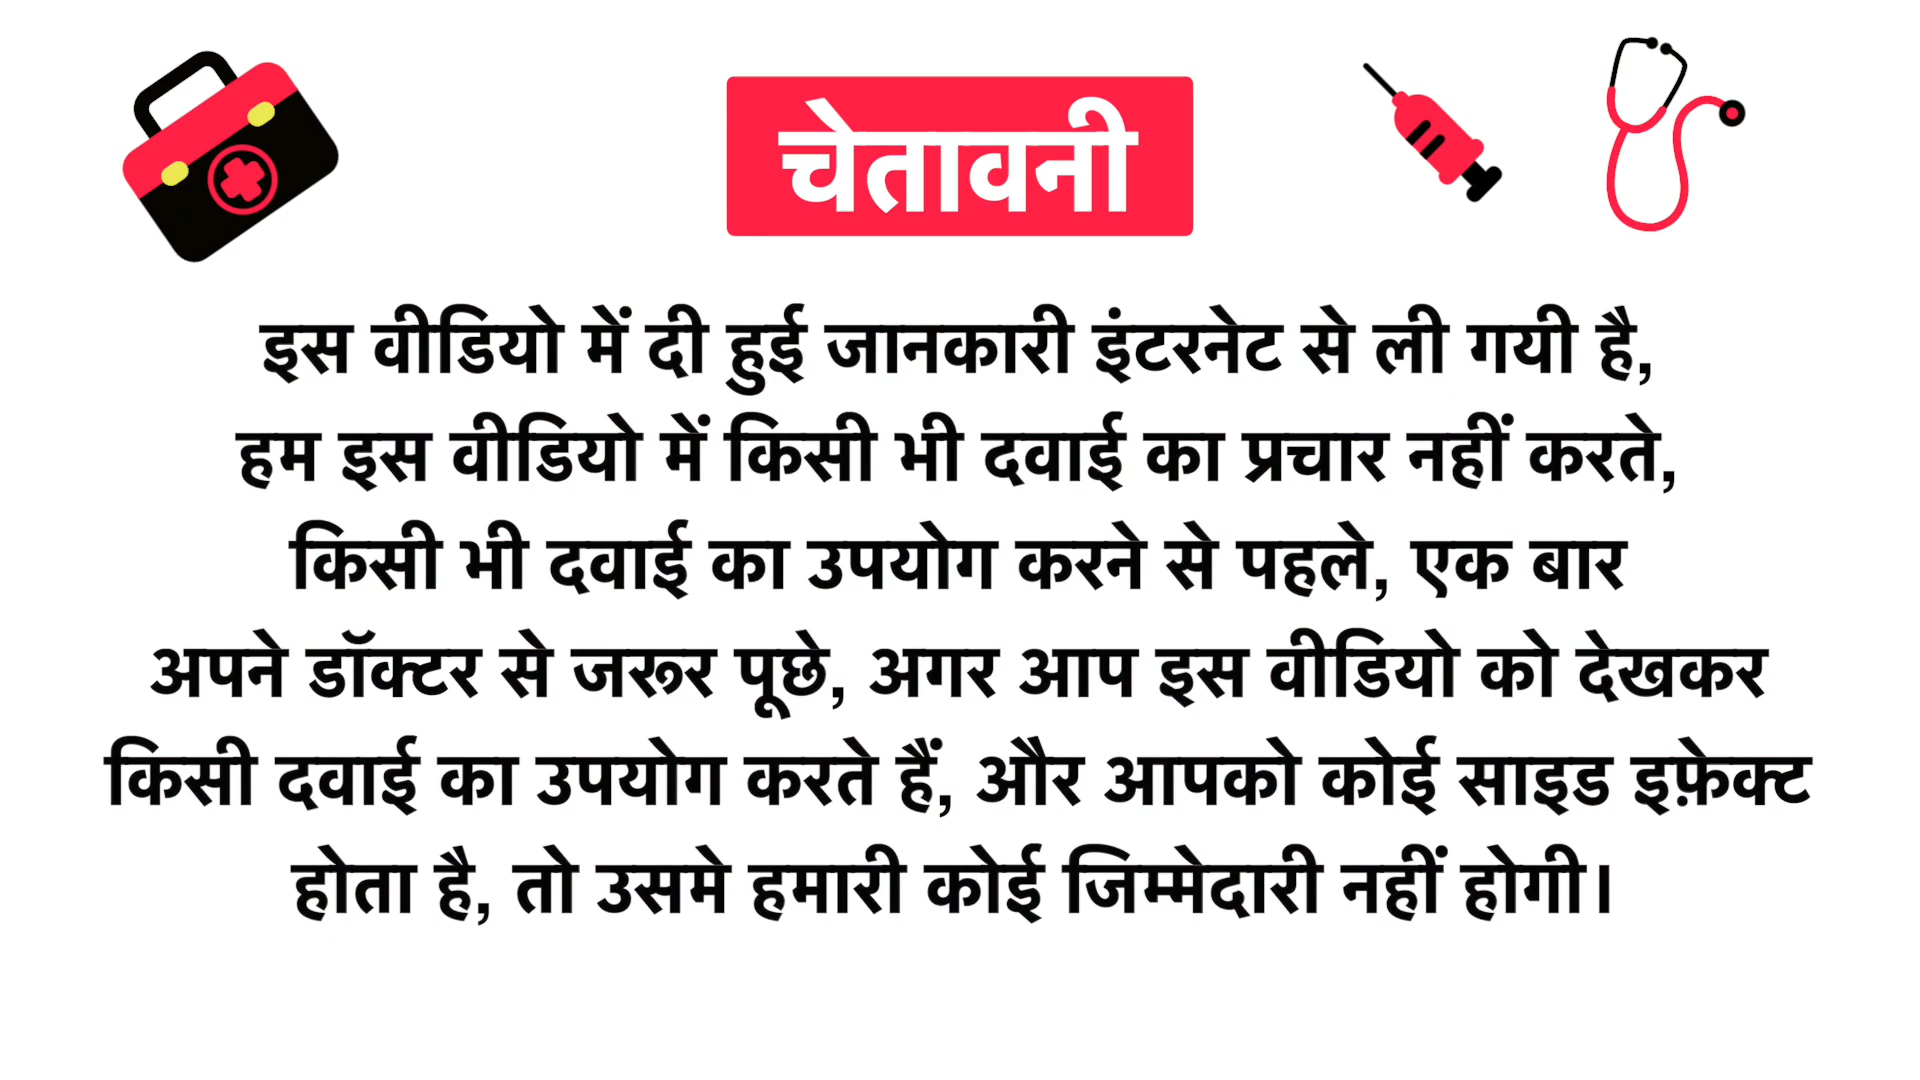 चेतावनी
इस वीडियो में दी हुई जानकारी इंटरनेट से ली गयी है,
हम इस वीडियो में किसी भी दवाई का प्रचार नहीं करते,
किसी भी दवाई का उपयोग करने से पहले, एक बार
अपने डॉक्टर से जरूर पूछे, अगर आप इस वीडियो को देखकर
किसी दवाई का उपयोग करते हैं, और आपको कोई साइड इफ़ेक्ट
होता है, तो उसमे हमारी कोई जिम्मेदारी नहीं होगी।